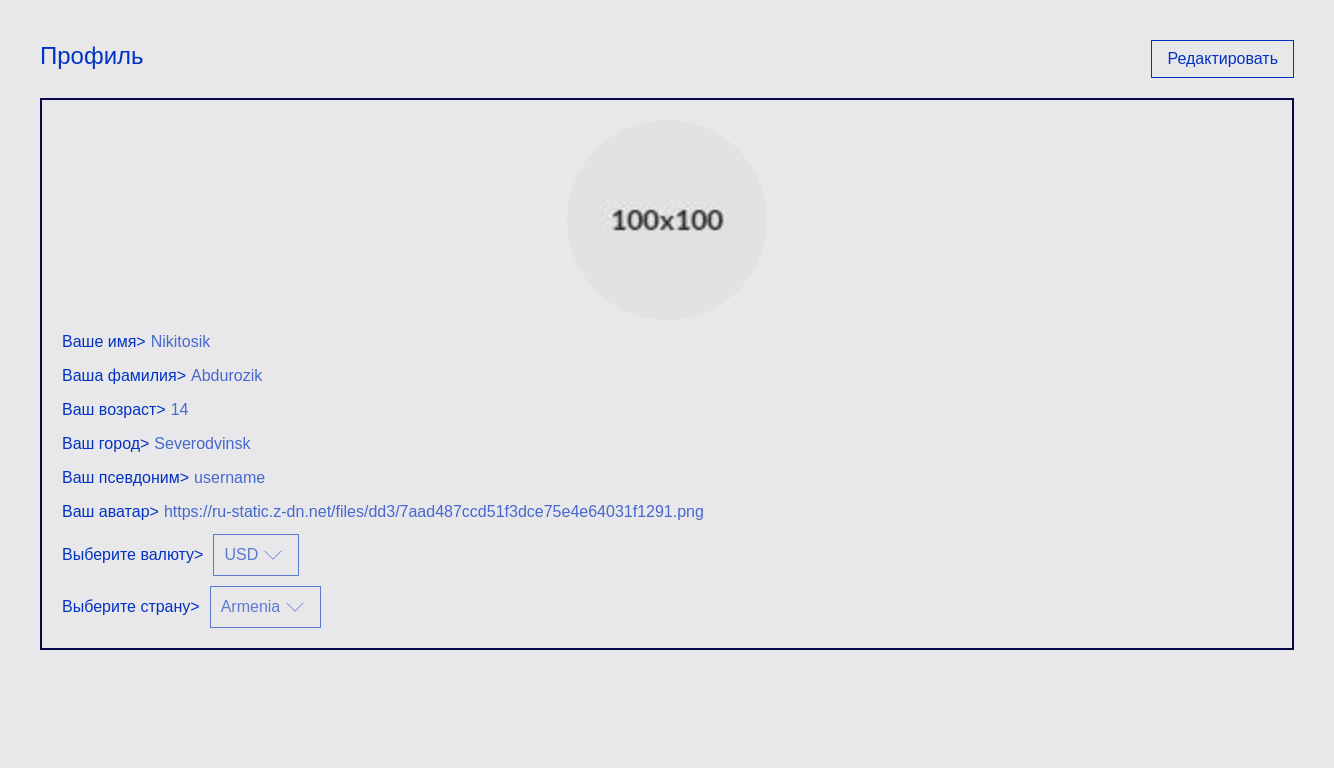 Профиль
Редактировать
100x100
Ваше имя> Nikitosik
Ваша фамилия> Abdurozik
Ваш возраст> 14
Ваш город> Severodvinsk
Ваш псевдоним> username
Ваш аватар> https://ru-static.z-dn.net/files/dd3/7aad487ccd51f3dce75e4e64031f1291.png
Выберите валюту> USD
Выберите страну> Armenia